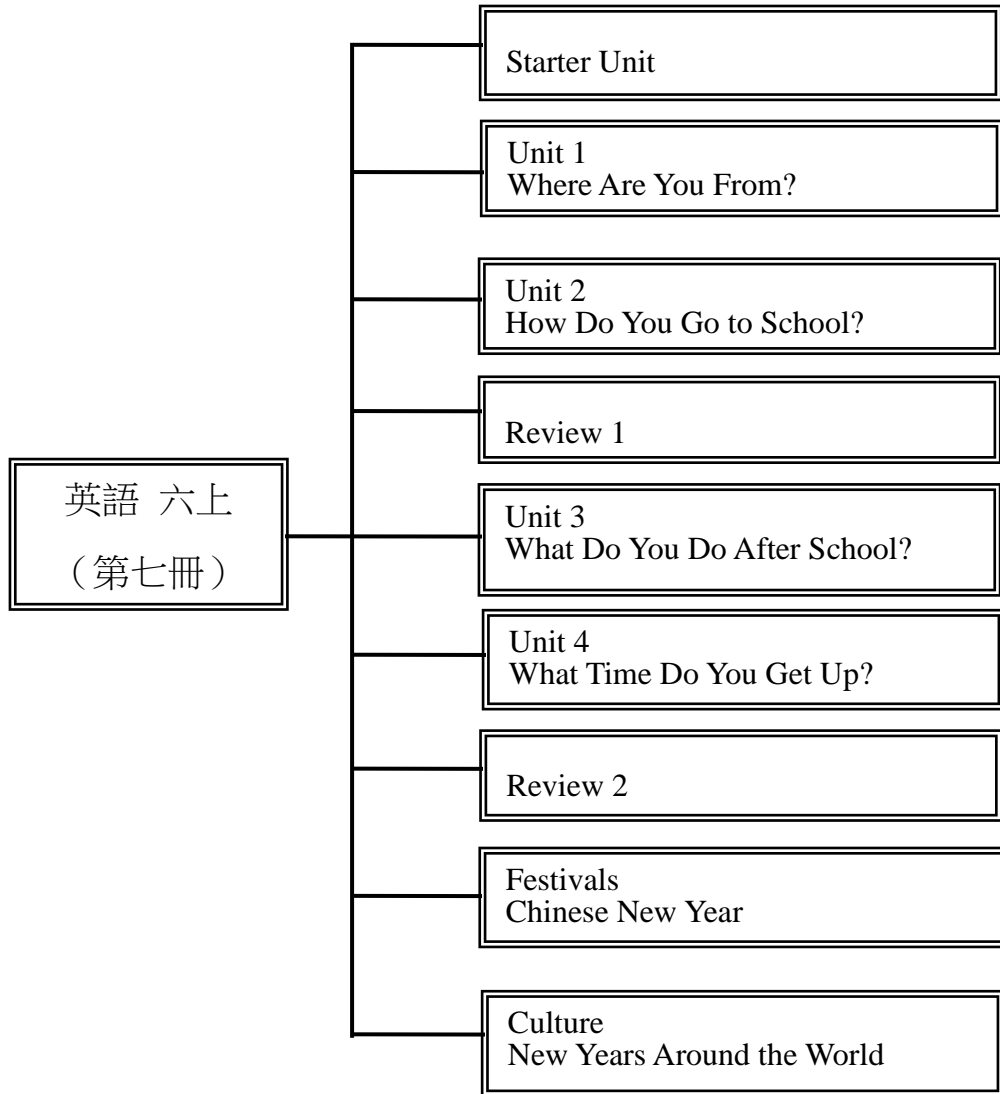 Starter Unit
Unit 1
Where Are You From?
Unit 2
How Do You Go to School?
Review 1
英語 六上
（第七冊）
Unit 3
What Do You Do After School?
Unit 4
What Time Do You Get Up?
Review 2
Festivals
Chinese New Year
Culture
New Years Around the World